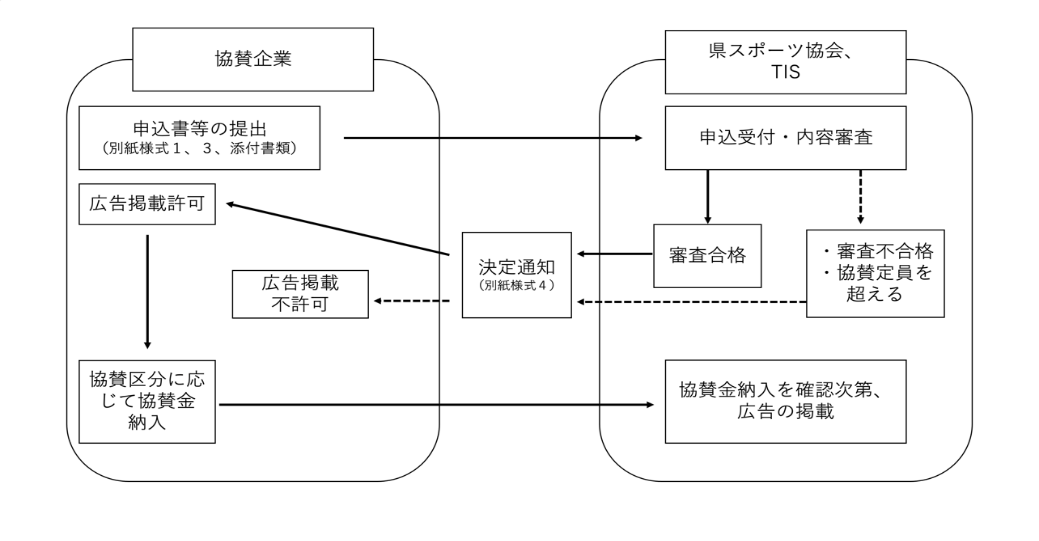 協賛企業
県スポーツ協会、
TIS
申込書等の提出
(別紙様式１、３、添付書類)
申込受付・内容審査
広告掲載許可
決定通知
(別紙様式４)
審査合格
・審査不合格
・協賛定員を
超える
広告掲載
不許可
協賛区分に応
じて協賛金
納入
協賛金納入を確認次第、
広告の掲載